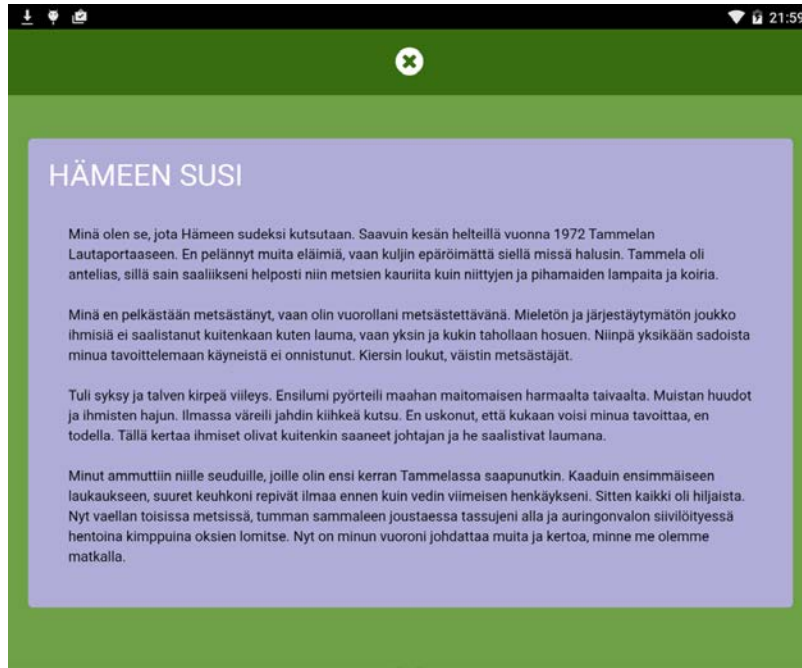 21:59
HÄMEEN SUSI
Minä olen se, jota Hämeen sudeksi kutsutaan. Saavuin kesän helteillä vuonna 1972 Tammelan
Lautaportaaseen. En pelännyt muita eläimiä, vaan kuljin epäröimättä siellä missä halusin. Tammela oli
antelias, sillä sain saaliikseni helposti niin metsien kauriita kuin niittyjen ja pihamaiden lampaita ja koiria.
Minä en pelkästään metsästänyt, vaan olin vuorollani metsästettävänä. Mieletön ja järjestäytymätön joukko
ihmisiä ei saalistanut kuitenkaan kuten lauma, vaan yksin ja kukin tahollaan hosuen. Niinpä yksikään sadoista
minua tavoittelemaan käyneistä ei onnistunut. Kiersin loukut, väistin metsästäjät.
Tuli syksy ja talven kirpeä viileys. Ensilumi pyörteili maahan maitomaisen harmaalta taivaalta. Muistan huudot
ja ihmisten hajun. Ilmassa väreili jahdin kiihkeä kutsu. En uskonut, että kukaan voisi minua tavoittaa, en
todella. Tällä kertaa ihmiset olivat kuitenkin saaneet johtajan ja he saalistivat laumana.
Minut ammuttiin niille seuduille, joille olin ensi kerran Tammelassa saapunutkin. Kaaduin ensimmäiseen
laukaukseen, suuret keuhkoni repivät ilmaa ennen kuin vedin viimeisen henkäykseni. Sitten kaikki oli hiljaista.
Nyt vaellan toisissa metsissä, tumman sammaleen joustaessa tassujeni alla ja auringonvalon siivilöityessä
hentoina kimppuina oksien lomitse. Nyt on minun vuoroni johdattaa muita ja kertoa, minne me olemme
matkalla.